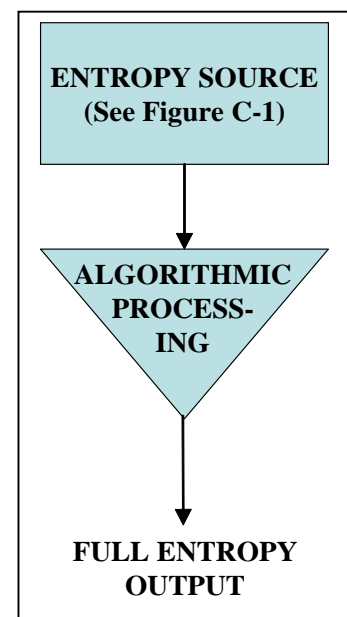 ENTROPY SOURCE
(See Figure C-1)
ALGORITHMIC
PROCESS-
ING
FULL ENTROPY
OUTPUT